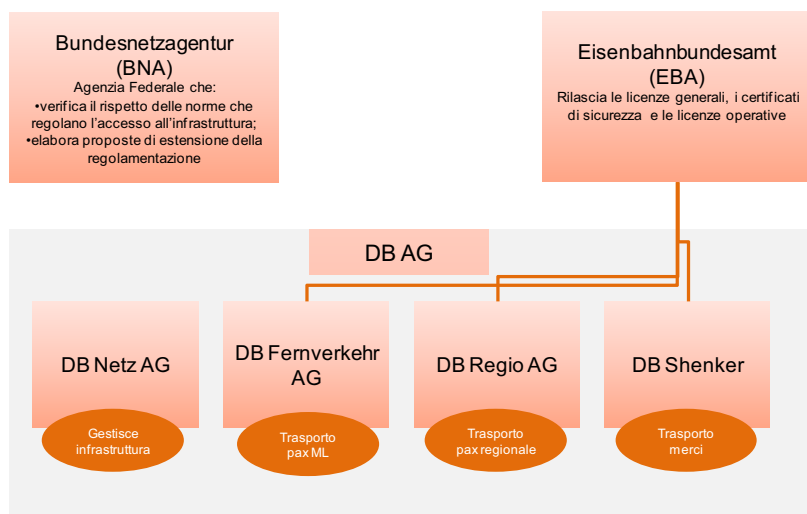 Bundesnetzagentur
(BNA)
Agenzia Federale che:
•verifica il rispetto delle norme che
regolano l'accesso all'infrastruttura;
•elabora proposte di estensione della
regolamentazione
Eisenbahnbundesamt
(EBA)
Rilascia le licenze generali, i certificati
di sicurezza e le licenze operative
DB AG
DB Netz AG
DB Fernverkehr
AG
DB Regio AG
DB Shenker
Gestisce
infrastruttura
Trasporto
pax ML
Trasporto
pax regionale
Trasporto
merci